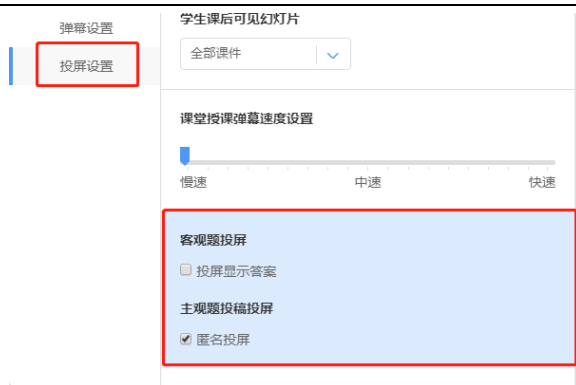 弹幕设置
投屏设置
学生课后可见幻灯片
全部课件
课堂授课弹幕速度设置
慢速 中速 快速
客观题投屏
投屏显示答案
主观题投稿投屏
匿名投屏